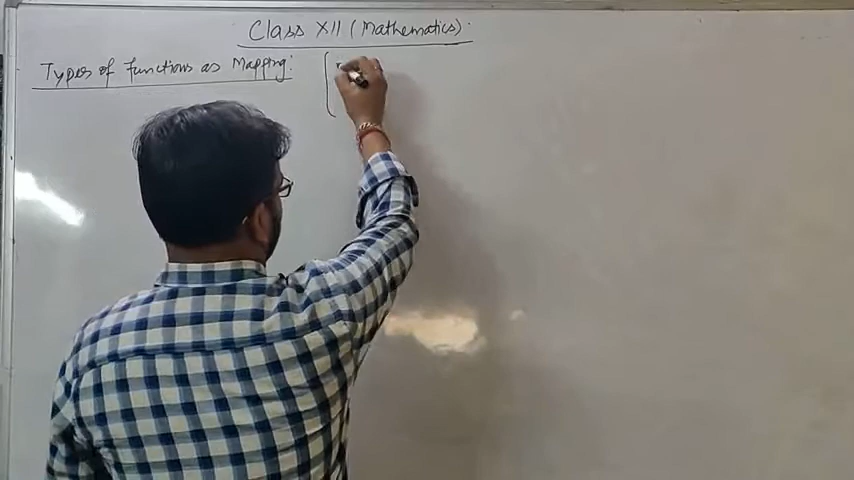 Class XII (Mathematics)
Types of functions as Mapping: